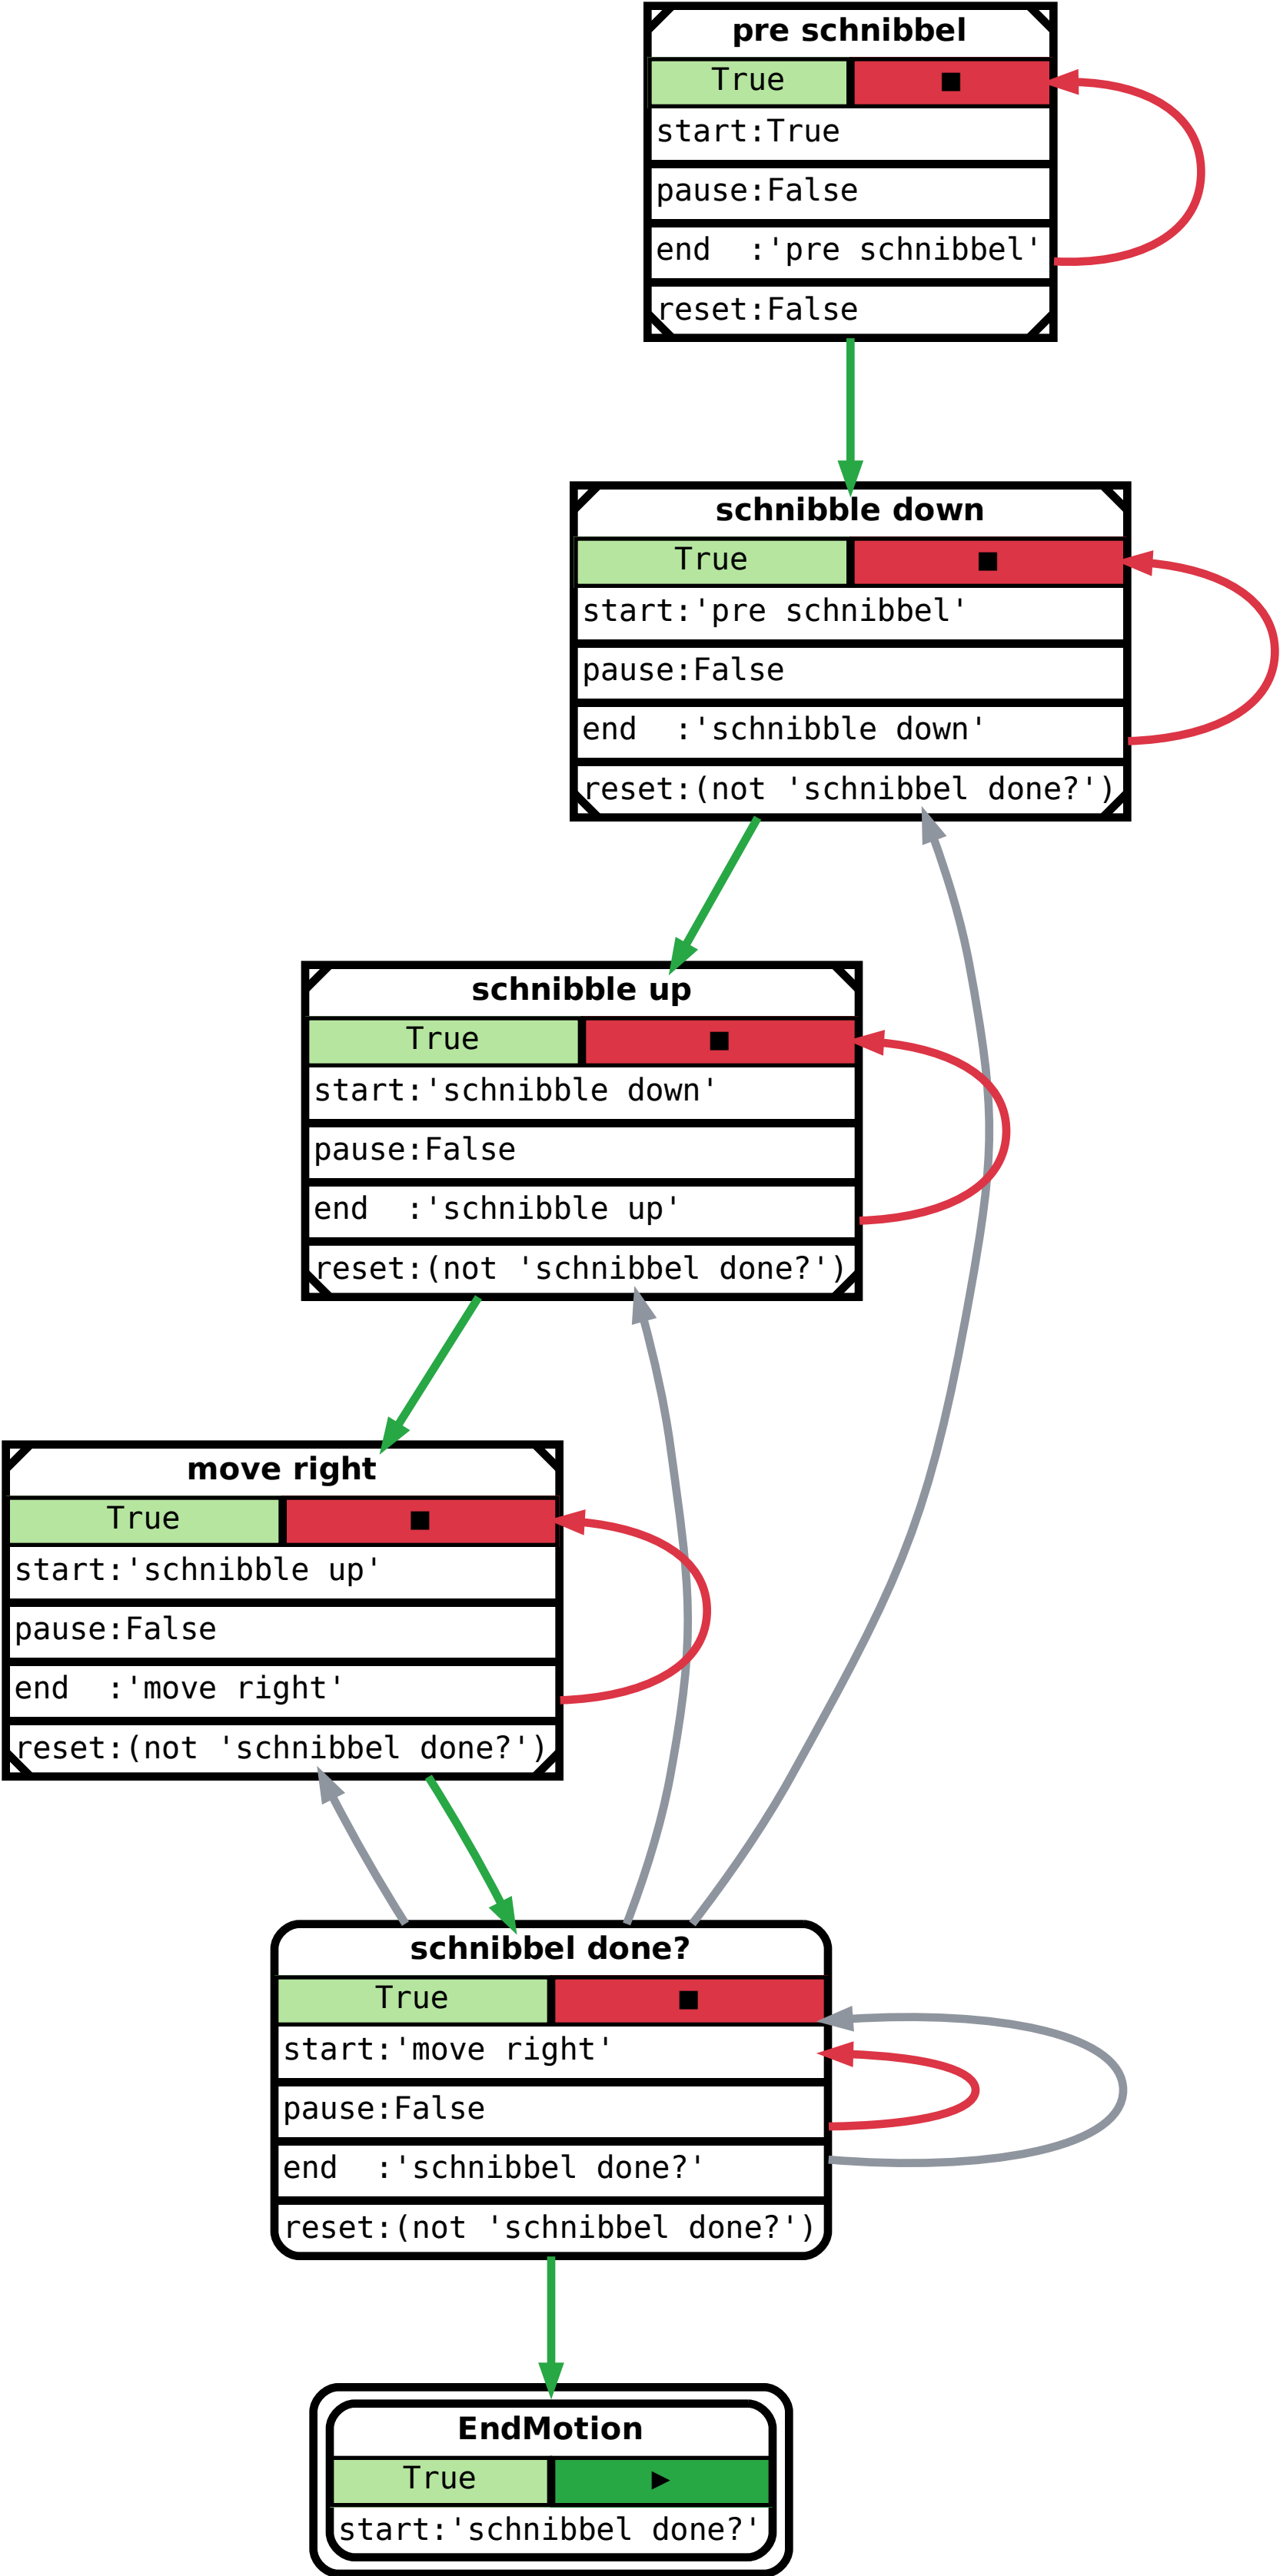 pre schnibbel
True ■
start:True
pause:False
end  :'pre schnibbel'
reset:False
schnibble down
True ■
start:'pre schnibbel'
pause:False
end  :'schnibble down'
reset:(not 'schnibbel done?')
schnibble up
True ■
start:'schnibble down'
pause:False
end  :'schnibble up'
reset:(not 'schnibbel done?')
move right
True ■
start:'schnibble up'
pause:False
end  :'move right'
reset:(not 'schnibbel done?')
schnibbel done?
True ■
start:'move right'
pause:False
end  :'schnibbel done?'
reset:(not 'schnibbel done?')
EndMotion
True ▶
start:'schnibbel done?'